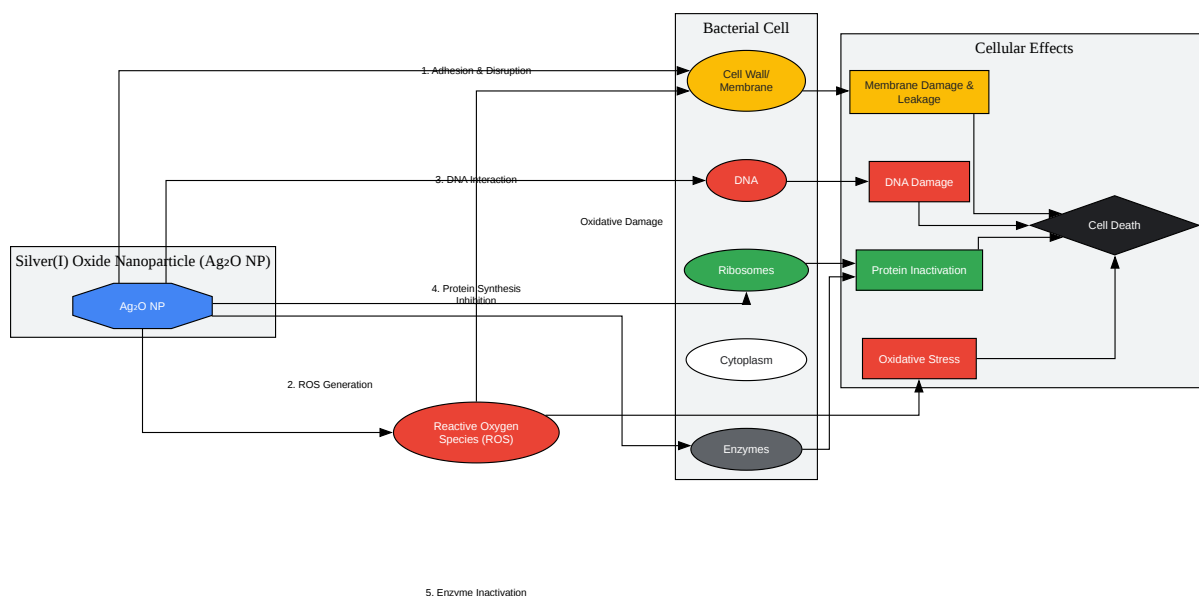 Bacterial Cell
Cellular Effects
1. Adhesion & Disruption
Cell Wall/
Membrane
Membrane Damage &
Leakage
3. DNA Interaction
DNA
DNA Damage
Oxidative Damage
Cell Death
Silver(I) Oxide Nanoparticle (Ag₂O NP)
Ribosomes
Protein Inactivation
Ag₂O NP
4. Protein Synthesis
Inhibition
Cytoplasm
Oxidative Stress
2. ROS Generation
Reactive Oxygen
Species (ROS)
Enzymes
5. Enzyme Inactivation